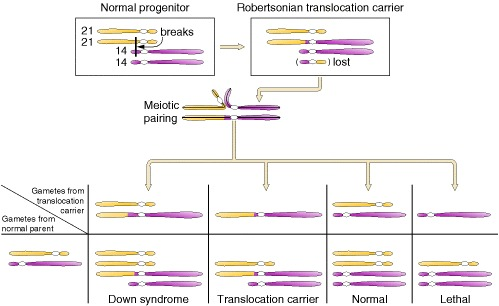 Normal progenitor
Robertsonian translocation carrier
21
21
breaks
14
14
( ) lost
Meiotic
pairing
Gametes from
translocation
carrier
Gametes from
normal parent
Down syndrome
Translocation carrier
Normal
Lethal